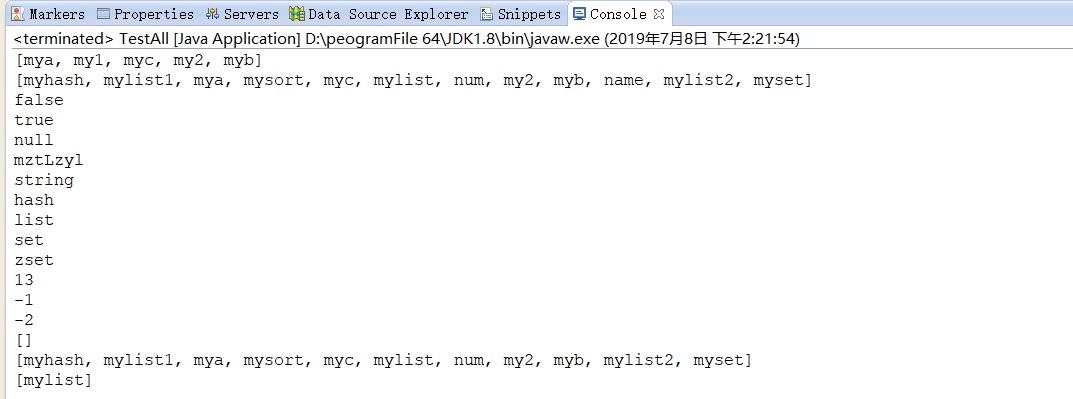 Markers Properties Servers Data Source Explorer Snippets Console
<terminated> TestAll [Java Application] D:\peogramFile 64\JDK1.8\bin\javaw.exe (2019年7月8日 下午2:21:54)
[mya, my1, myc, my2, myb]
[myhash, mylist1, mya, mysort, myc, mylist, num, my2, myb, name, mylist2, myset]
false
true
null
mztLzyl
string
hash
list
set
zset
13
-1
-2
[]
[myhash, mylist1, mya, mysort, myc, mylist, num, my2, myb, mylist2, myset]
[mylist]